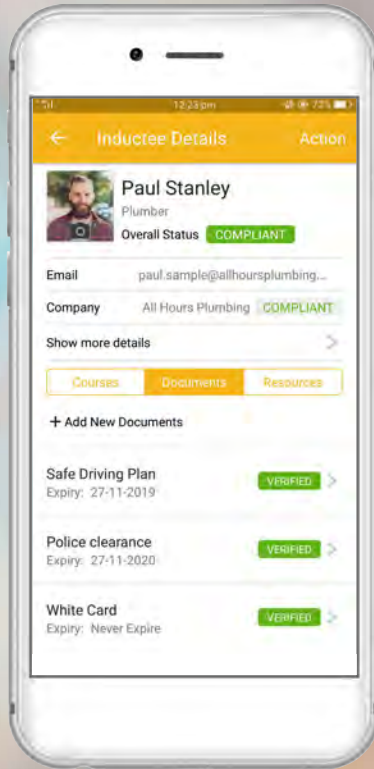 12:23 pm 72%
Inductee Details Action
Paul Stanley
Plumber
Overall Status COMPLIANT
Email paul.sample@allhoursplumbing...
Company All Hours Plumbing COMPLIANT
Show more details
Courses Documents Resources
+ Add New Documents
Safe Driving Plan VERIFIED
Expiry: 27-11-2019
Police clearance VERIFIED
Expiry: 27-11-2020
White Card VERIFIED
Expiry: Never Expire